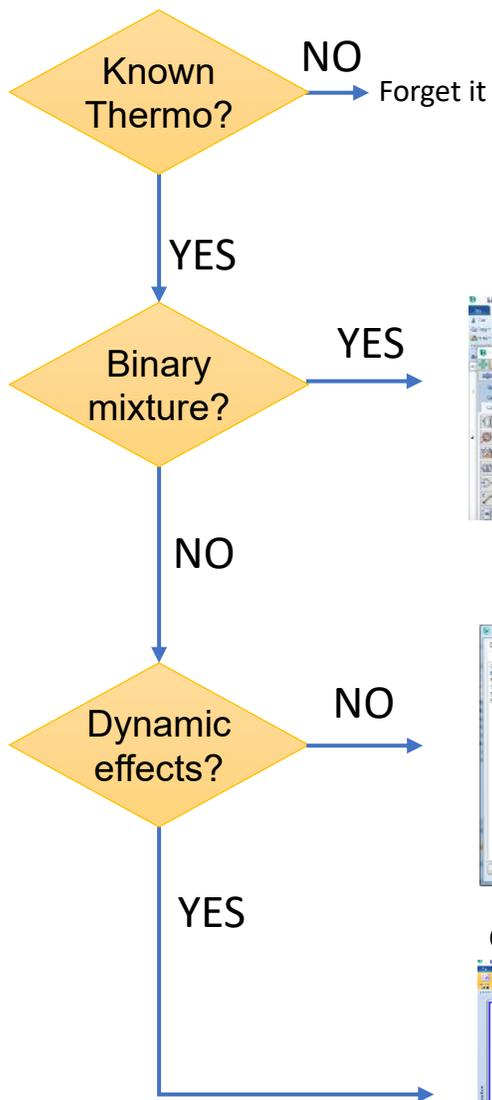 Known
Thermo?
NO
Forget it
YES
Binary
mixture?
YES
NO
Dynamic
effects?
NO
YES